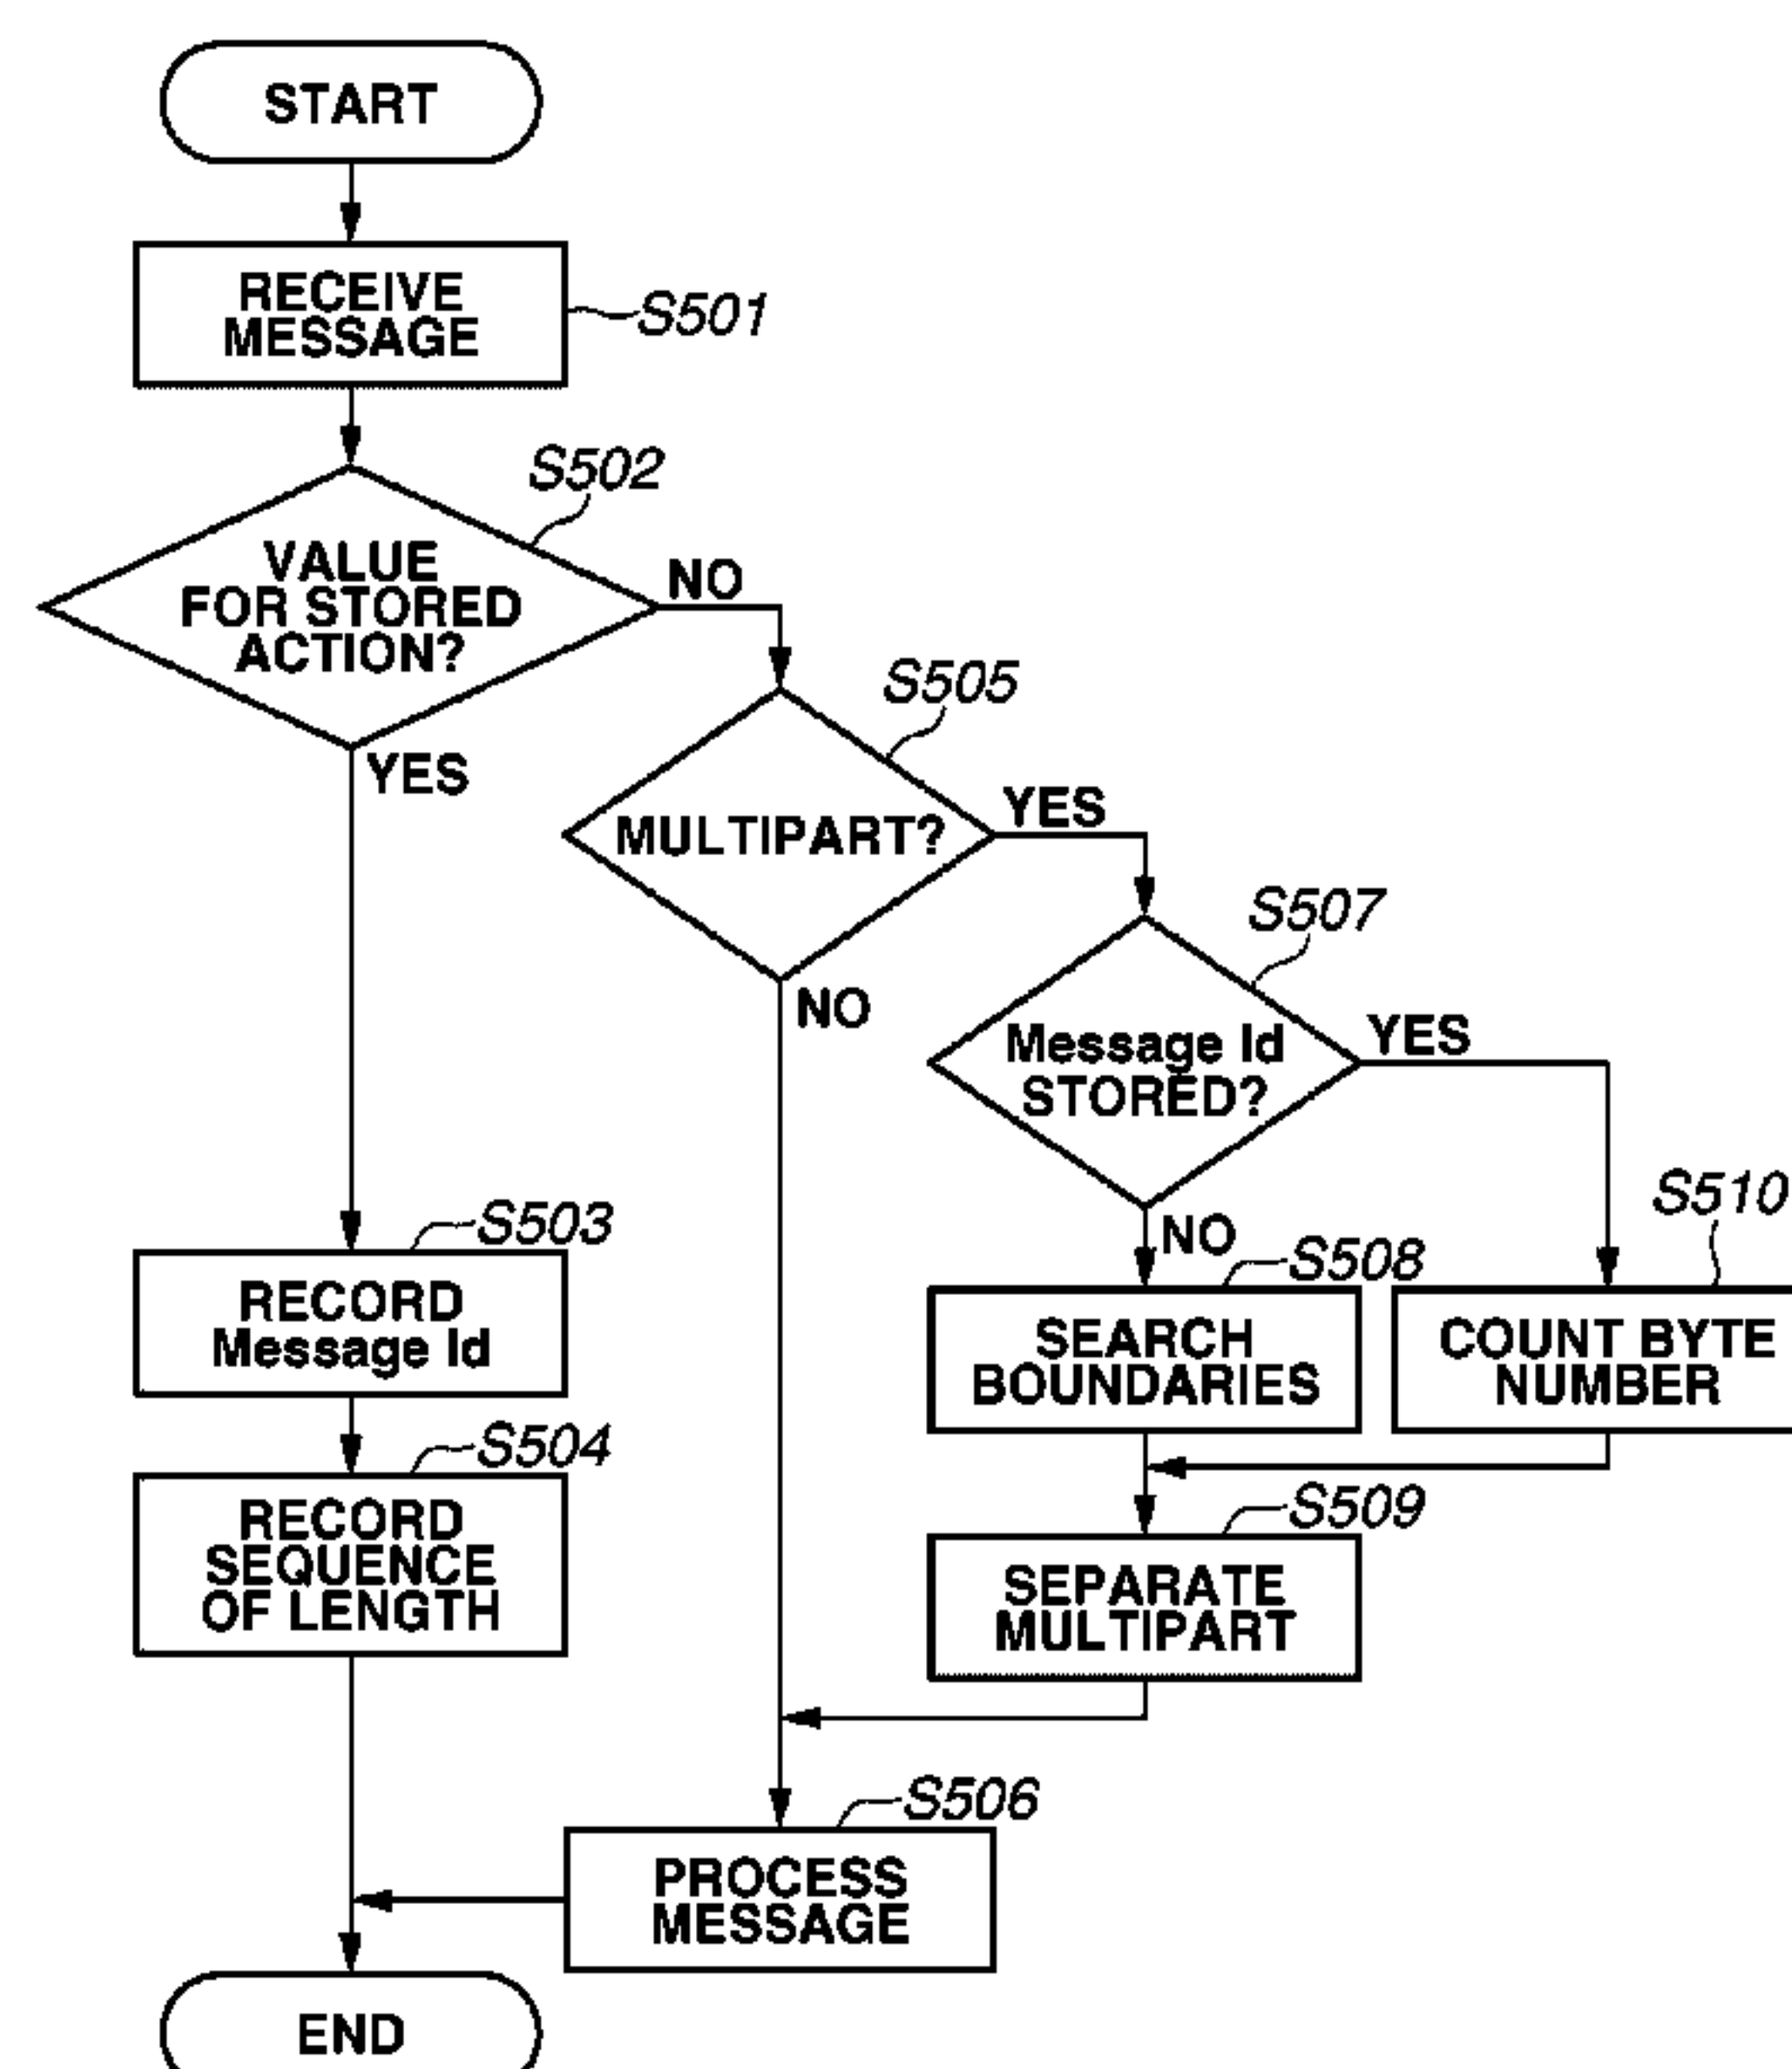 START
RECEIVE
MESSAGE
S501
S502
VALUE
FOR STORED
ACTION?
NO
YES
S505
MULTIPART?
YES
NO
S507
Message Id
STORED?
YES
NO
S503
RECORD
Message Id
S508
SEARCH
BOUNDARIES
S510
COUNT BYTE
NUMBER
S504
RECORD
SEQUENCE
OF LENGTH
S509
SEPARATE
MULTIPART
S506
PROCESS
MESSAGE
END